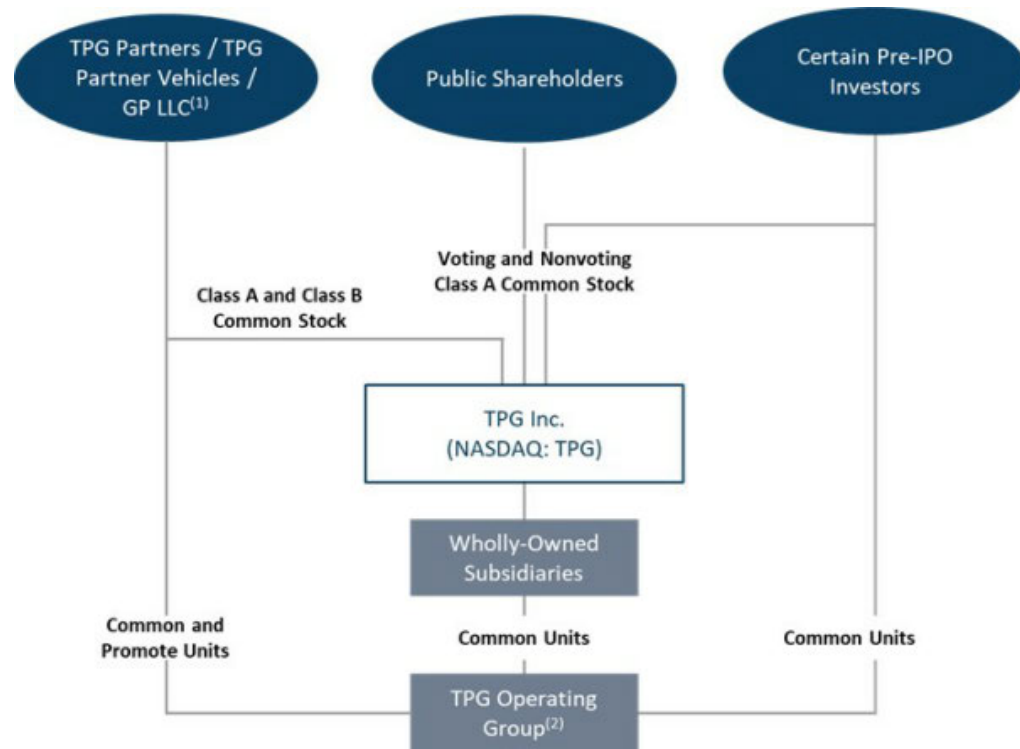 TPG Partners / TPG
Partner Vehicles /
GP LLC(1)
Public Shareholders
Certain Pre-IPO
Investors
Voting and Nonvoting
Class A Common Stock
Class A and Class B
Common Stock
TPG Inc.
(NASDAQ: TPG)
Wholly-Owned
Subsidiaries
Common and
Promote Units
Common Units
Common Units
TPG Operating
Group(2)